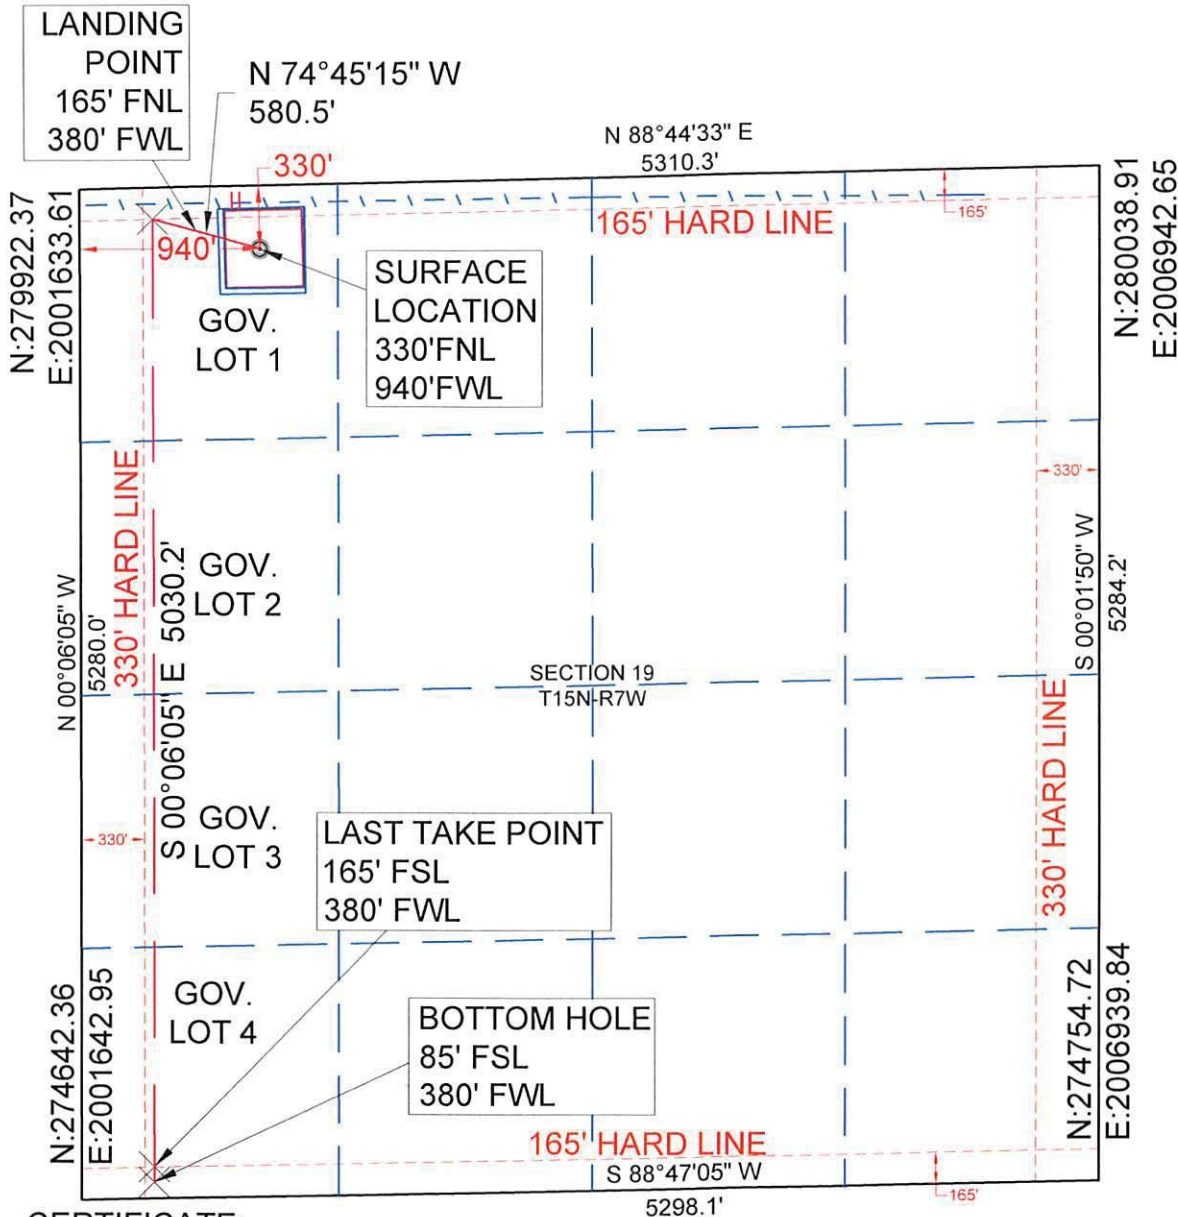 LANDING
POINT
165' FNL
380' FWL
N 74°45'15" W
580.5'
N 88°44'33" E
5310.3'
330'
165'
165' HARD LINE
940'
N:279922.37
E:2001633.61
N:280038.91
E:2006942.65
SURFACE
LOCATION
330'FNL
940'FWL
GOV.
LOT 1
330' HARD LINE
330'
GOV.
LOT 2
N 00°06'05" W
5280.0'
S 00°06'05" E 5030.2'
S 00°01'50" W
5284.2'
SECTION 19
T15N-R7W
330' HARD LINE
GOV.
LOT 3
330'
LAST TAKE POINT
165' FSL
380' FWL
GOV.
LOT 4
BOTTOM HOLE
85' FSL
380' FWL
N:274642.36
E:2001642.95
N:274754.72
E:2006939.84
165' HARD LINE
S 88°47'05" W
5298.1'
165'
CERTIFICATE